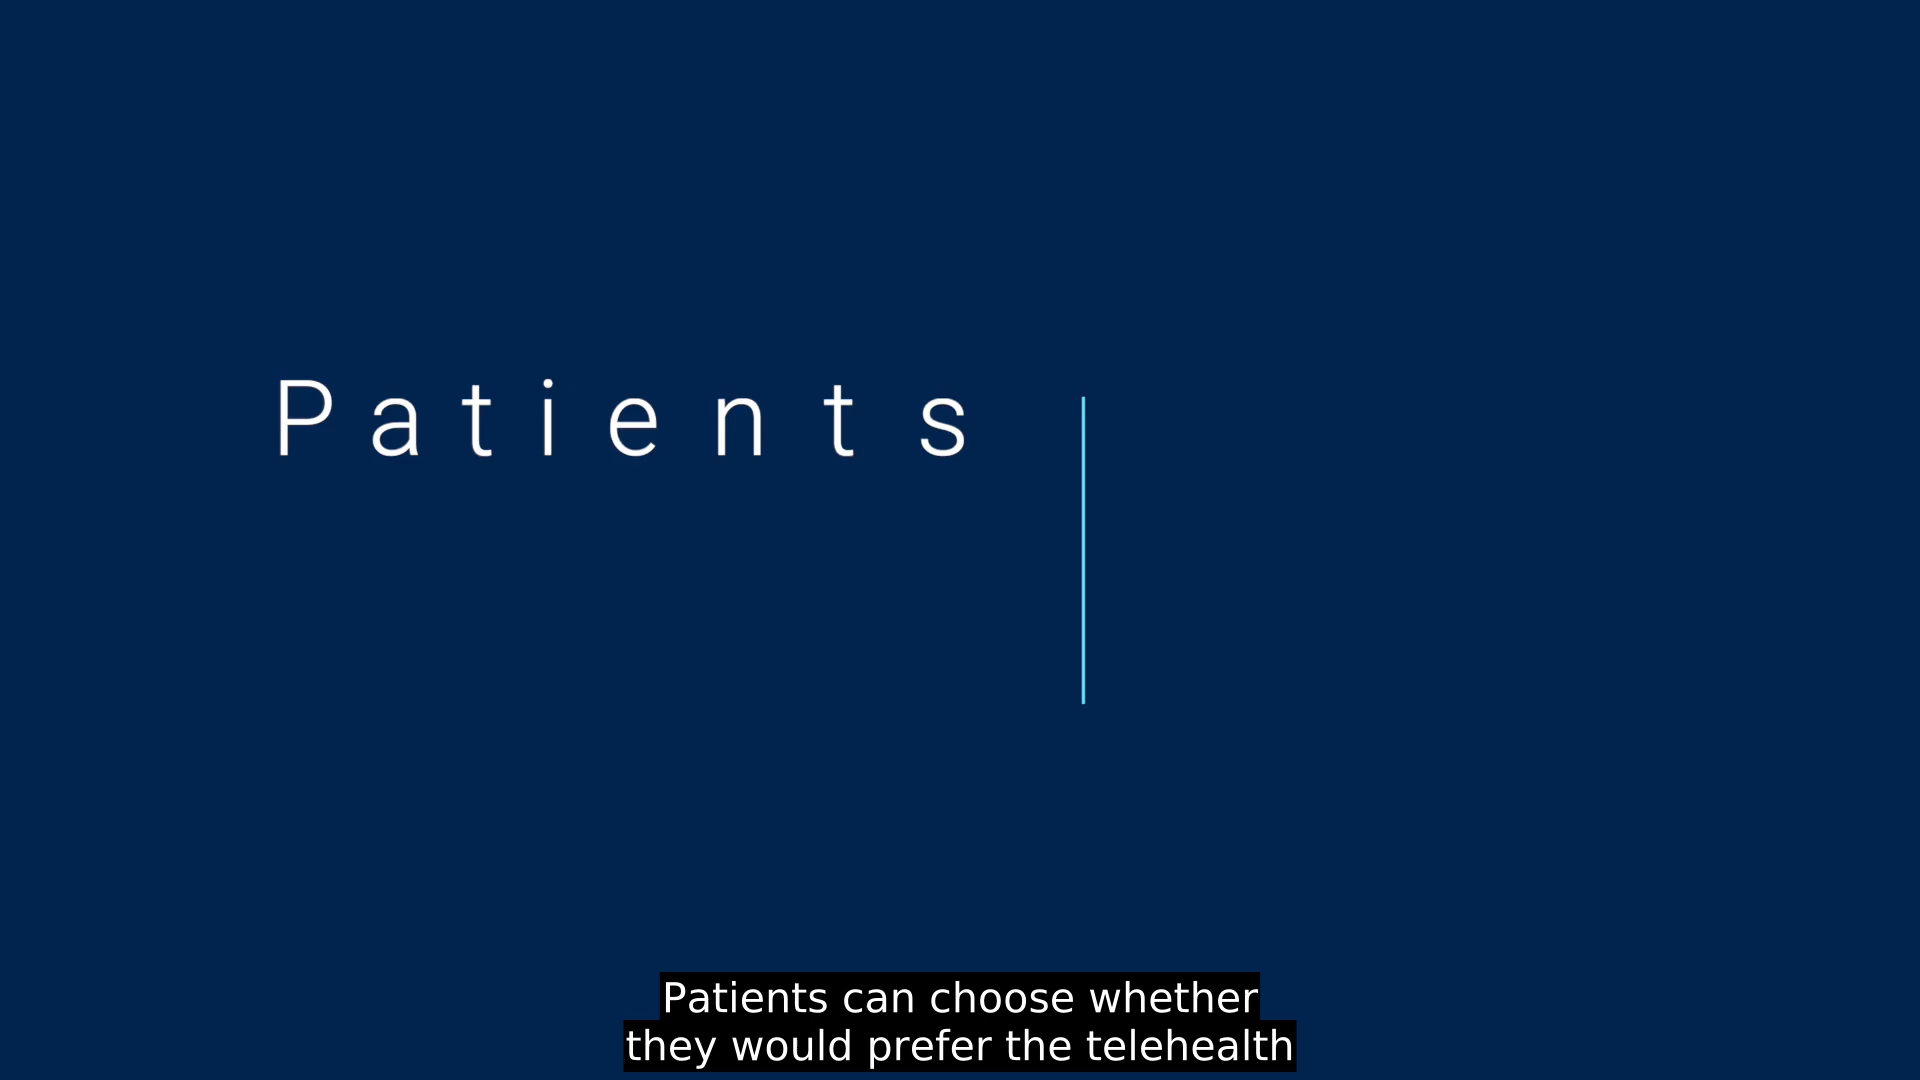 Patients
Patients can choose whether
they would prefer the telehealth